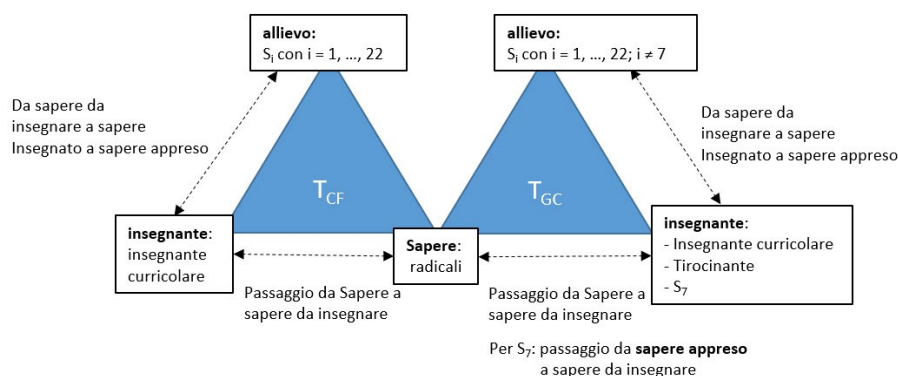 allievo:
S₍i₎ con i = 1, …, 22
allievo:
Sᵢ con i = 1, …, 22; i ≠ 7
Da sapere da
insegnare a sapere
Insegnato a sapere appreso
Da sapere da
insegnare a sapere
Insegnato a sapere appreso
T_CF
T_GC
insegnante:
insegnante
curricolare
Sapere:
radicali
insegnante:
- Insegnante curricolare
- Tirocinante
- S₇
Passaggio da Sapere a
sapere da insegnare
Passaggio da Sapere a
sapere da insegnare
Per S₇: passaggio da sapere appreso
a sapere da insegnare